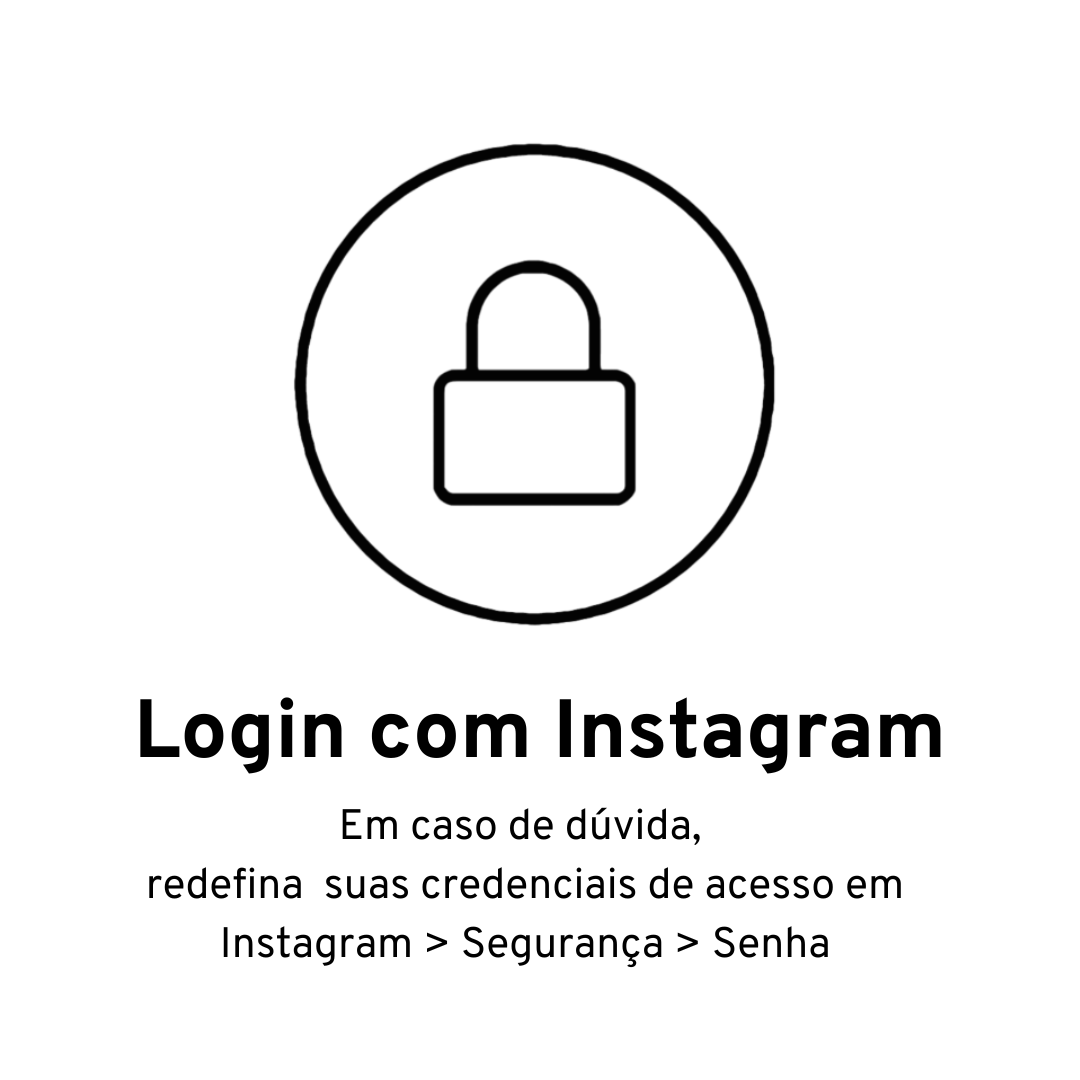 Login com Instagram
Em caso de dúvida,
redefina  suas credenciais de acesso em
Instagram > Segurança > Senha